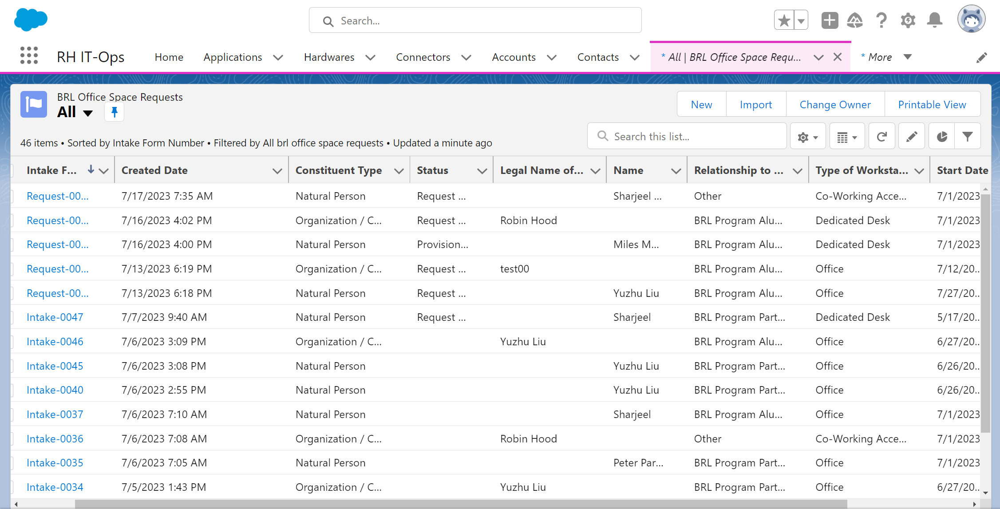 Search...
RH IT-Ops Home Applications Hardwares Connectors Accounts Contacts * All | BRL Office Space Requ... * More
BRL Office Space Requests
All
New Import Change Owner Printable View
46 items • Sorted by Intake Form Number • Filtered by All brl office space requests • Updated a minute ago
Search this list...
Intake F... Created Date Constituent Type Status Legal Name of... Name Relationship to ... Type of Worksta... Start Date
Request-00... 7/17/2023 7:35 AM Natural Person Request ... Sharjeel ... Other Co-Working Acce... 7/1/2023
Request-00... 7/16/2023 4:02 PM Organization / C... Request ... Robin Hood BRL Program Alu... Dedicated Desk 7/1/2023
Request-00... 7/16/2023 4:00 PM Natural Person Provision... Miles M... BRL Program Alu... Dedicated Desk 7/1/2023
Request-00... 7/13/2023 6:19 PM Organization / C... Request ... test00 BRL Program Alu... Office 7/12/20...
Request-00... 7/13/2023 6:18 PM Natural Person Request ... Yuzhu Liu BRL Program Alu... Office 7/27/20...
Intake-0047 7/7/2023 9:40 AM Natural Person Request ... Sharjeel BRL Program Part... Dedicated Desk 5/17/20...
Intake-0046 7/6/2023 3:09 PM Organization / C... Yuzhu Liu BRL Program Alu... Office 6/27/20...
Intake-0045 7/6/2023 3:08 PM Natural Person Yuzhu Liu BRL Program Part... Office 6/26/20...
Intake-0040 7/6/2023 2:55 PM Natural Person Yuzhu Liu BRL Program Part... Office 6/26/20...
Intake-0037 7/6/2023 7:10 AM Natural Person Sharjeel BRL Program Alu... Office 7/1/2023
Intake-0036 7/6/2023 7:08 AM Organization / C... Robin Hood Other Co-Working Acce... 7/1/2023
Intake-0035 7/6/2023 7:05 AM Natural Person Peter Par... BRL Program Part... Office 7/1/2023
Intake-0034 7/5/2023 1:43 PM Organization / C... Yuzhu Liu BRL Program Part... Office 6/27/20...